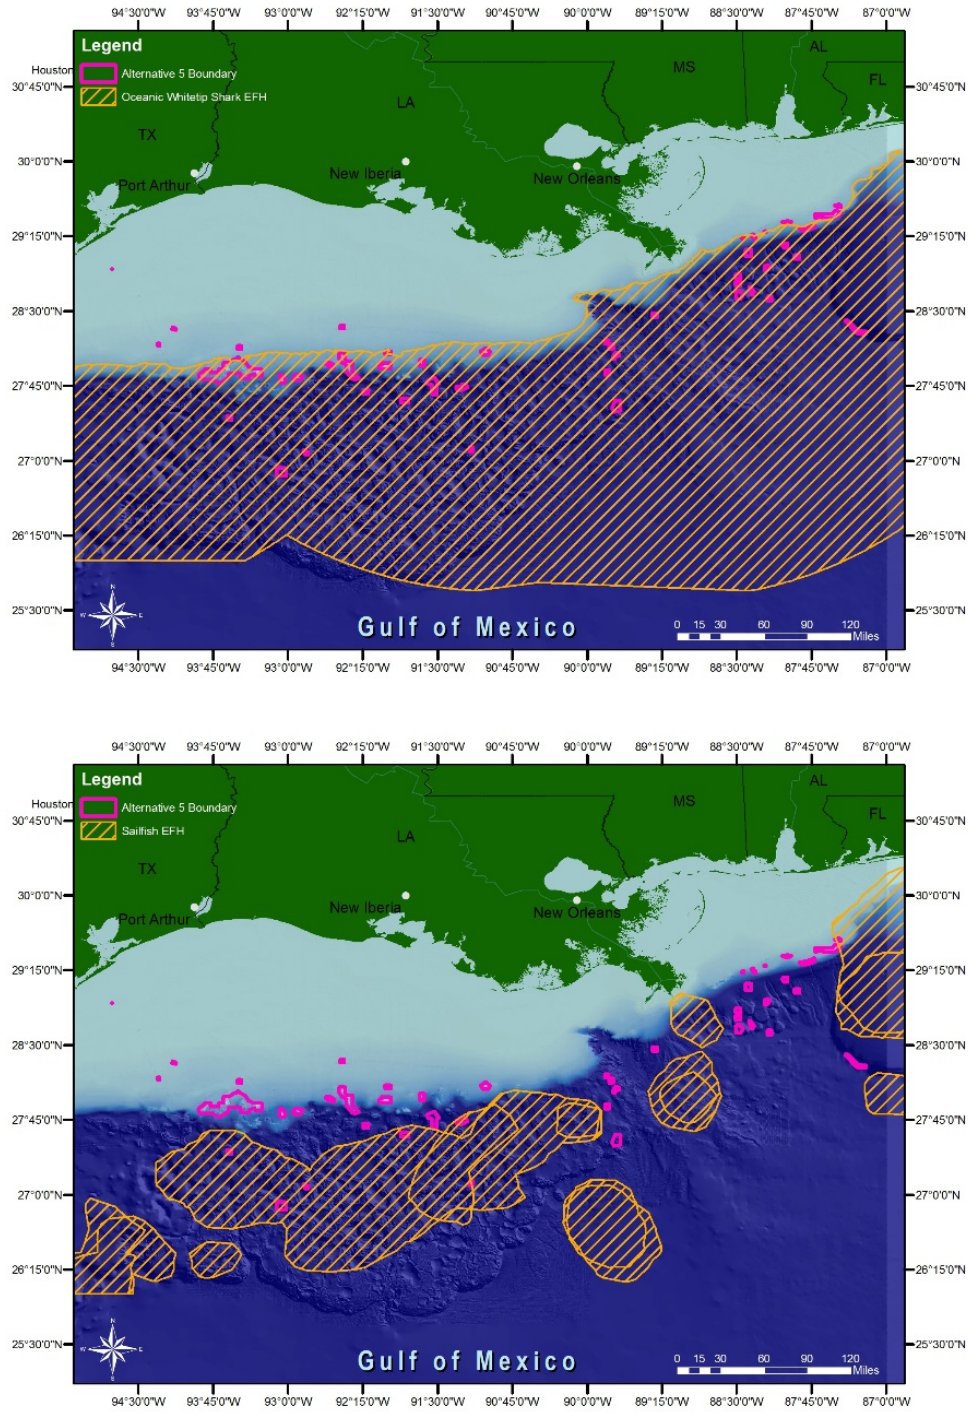 94°30'0"W 93°45'0"W 93°0'0"W 92°15'0"W 91°30'0"W 90°45'0"W 90°0'0"W 89°15'0"W 88°30'0"W 87°45'0"W 87°0'0"W
Legend
Alternative 5 Boundary
Oceanic Whitetip Shark EFH
Houston
AL
MS
FL
LA
TX
Port Arthur
New Iberia
New Orleans
30°45'0"N 30°45'0"N
30°0'0"N 30°0'0"N
29°15'0"N 29°15'0"N
28°30'0"N 28°30'0"N
27°45'0"N 27°45'0"N
27°0'0"N 27°0'0"N
26°15'0"N 26°15'0"N
25°30'0"N 25°30'0"N
N
W E
S
Gulf of Mexico
0 15 30 60 90 120
Miles
94°30'0"W 93°45'0"W 93°0'0"W 92°15'0"W 91°30'0"W 90°45'0"W 90°0'0"W 89°15'0"W 88°30'0"W 87°45'0"W 87°0'0"W
94°30'0"W 93°45'0"W 93°0'0"W 92°15'0"W 91°30'0"W 90°45'0"W 90°0'0"W 89°15'0"W 88°30'0"W 87°45'0"W 87°0'0"W
Legend
Alternative 5 Boundary
Sailfish EFH
Houston
AL
MS
FL
LA
TX
Port Arthur
New Iberia
New Orleans
30°45'0"N 30°45'0"N
30°0'0"N 30°0'0"N
29°15'0"N 29°15'0"N
28°30'0"N 28°30'0"N
27°45'0"N 27°45'0"N
27°0'0"N 27°0'0"N
26°15'0"N 26°15'0"N
25°30'0"N 25°30'0"N
N
W E
S
Gulf of Mexico
0 15 30 60 90 120
Miles
94°30'0"W 93°45'0"W 93°0'0"W 92°15'0"W 91°30'0"W 90°45'0"W 90°0'0"W 89°15'0"W 88°30'0"W 87°45'0"W 87°0'0"W